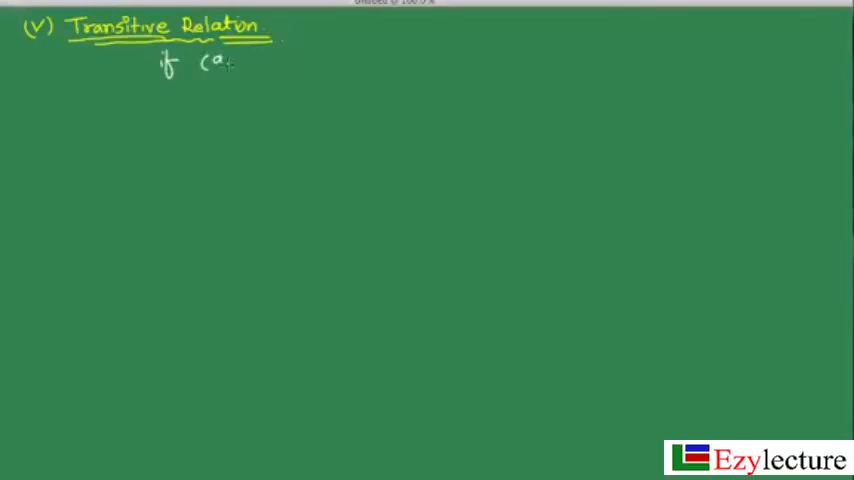 (v) Transitive Relation.
if (a,
Ezylecture